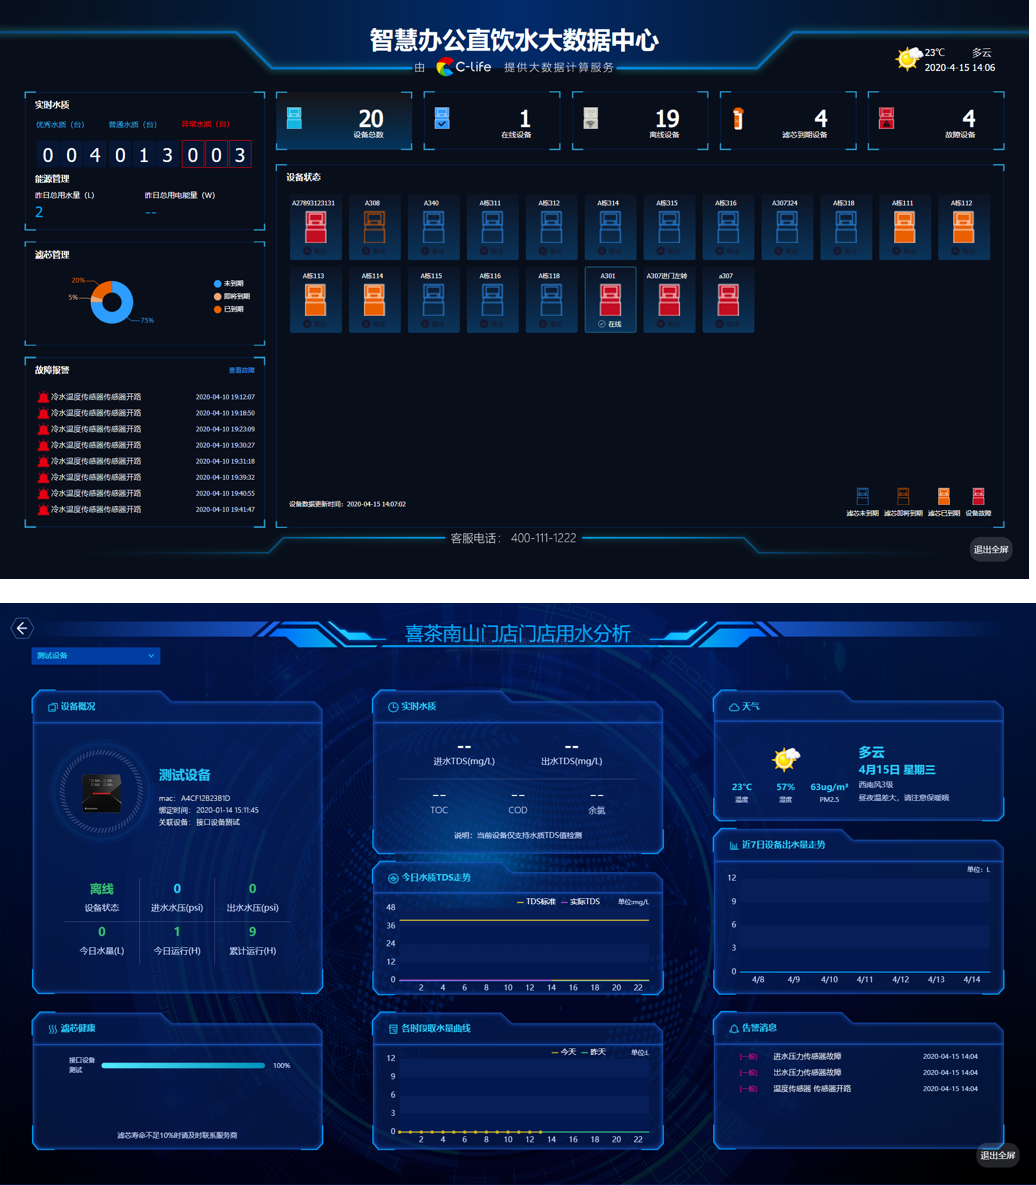 智慧办公直饮水大数据中心
由 C-life 提供大数据计算服务
23℃ 多云
2020-4-15 14:06
实时水质
优秀水质（台） 普通水质（台） 异常水质（台）
0 0 4 0 1 3 0 0 3
能源管理
昨日总用水量（L） 昨日总用电能量（W）
2 --
20 设备总数
1 在线设备
19 离线设备
4 滤芯到期设备
4 故障设备
滤芯管理
20%
5%
75%
未到期
即将到期
已到期
故障报警 查看故障
冷水温度传感器传感器开路 2020-04-10 19:12:07
冷水温度传感器传感器开路 2020-04-10 19:18:50
冷水温度传感器传感器开路 2020-04-10 19:23:09
冷水温度传感器传感器开路 2020-04-10 19:30:27
冷水温度传感器传感器开路 2020-04-10 19:31:18
冷水温度传感器传感器开路 2020-04-10 19:39:32
冷水温度传感器传感器开路 2020-04-10 19:40:55
冷水温度传感器传感器开路 2020-04-10 19:41:47
设备状态
A27893123131 A308 A340 A栋311 A栋312 A栋314 A栋315 A栋316 A307324 A栋318 A栋111 A栋112
A栋113 A栋114 A栋115 A栋116 A栋118 A301 A307进门左转 a307
在线
设备数据更新时间：2020-04-15 14:07:02
滤芯未到期 滤芯即将到期 滤芯已到期 设备故障
客服电话： 400-111-1222
退出全屏
喜茶南山门店门店用水分析
测试设备
设备概况
测试设备
mac： A4CF12B23B1D
绑定时间： 2020-01-14 15:11:45
关联设备： 接口设备测试
离线 0 0
设备状态 进水水压(psi) 出水水压(psi)
0 1 9
今日水量(L) 今日运行(H) 累计运行(H)
滤芯健康
接口设备测试 100%
滤芯寿命不足10%时请及时联系服务商
实时水质
-- --
进水TDS(mg/L) 出水TDS(mg/L)
-- -- --
TOC COD 余氯
说明：当前设备仅支持水质TDS值检测
今日水质TDS走势
TDS标准 实际TDS 单位:mg/L
48
36
24
12
0
2 4 6 8 10 12 14 16 18 20 22
各时段取水量曲线
今天 昨天 单位:L
12
9
6
3
0
2 4 6 8 10 12 14 16 18 20 22
天气
多云
4月15日 星期三
23℃ 57% 63ug/m³
温度 湿度 PM2.5
西南风3级
昼夜温差大，请注意保暖哦
近7日设备出水量走势
单位：L
12
9
6
3
0
4/8 4/9 4/10 4/11 4/12 4/13 4/14
告警消息
[一般] 进水压力传感器故障 2020-04-15 14:04
[一般] 出水压力传感器故障 2020-04-15 14:04
[一般] 温度传感器 传感器开路 2020-04-15 14:04
退出全屏